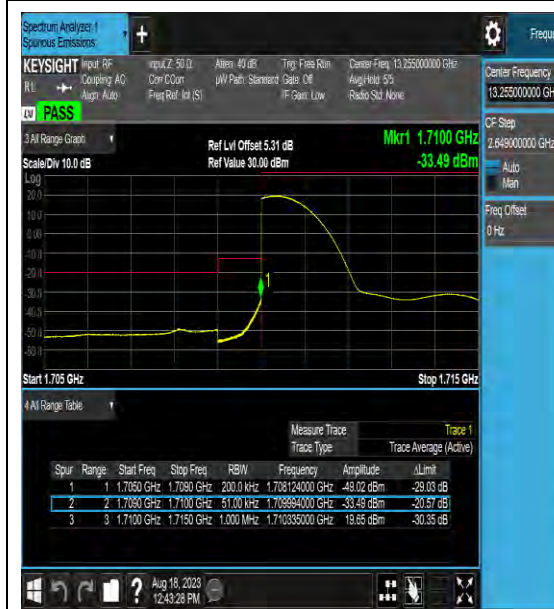 Spectrum Analyzer 1
Spurious Emissions
+
Frequ
KEYSIGHT Input: RF Input Z: 50 Ω Atten: 40 dB Trig: Free Run Center Freq: 13.255000000 GHz
R L Coupling: AC Corr CCorr µW Path: Standard Gate: Off Avg|Hold: 5/5
Align: Auto Freq Ref: Int (S) IF Gain: Low Radio Std: None
PASS
Center Frequency
13.255000000 GH
CF Step
2.649000000 GHz
Auto
Man
Freq Offset
0 Hz
3 All Range Graph
Ref Lvl Offset 5.31 dB
Mkr1 1.7100 GHz
Scale/Div 10.0 dB
Ref Value 30.00 dBm
-33.49 dBm
Log
20.0
10.0
0.00
-10.0
-20.0
-30.0
-40.0
-50.0
-60.0
1
Start 1.705 GHz
Stop 1.715 GHz
4 All Range Table
Measure Trace Trace 1
Trace Type Trace Average (Active)
Spur Range Start Freq Stop Freq RBW Frequency Amplitude ΔLimit
1 1 1.7050 GHz 1.7090 GHz 200.0 kHz 1.708124000 GHz -49.02 dBm -29.03 dB
2 2 1.7090 GHz 1.7100 GHz 51.00 kHz 1.709984000 GHz -33.49 dBm -20.57 dB
3 3 1.7100 GHz 1.7150 GHz 1.000 MHz 1.710335000 GHz 19.65 dBm -30.35 dB
?
Aug 18, 2023
12:43:28 PM